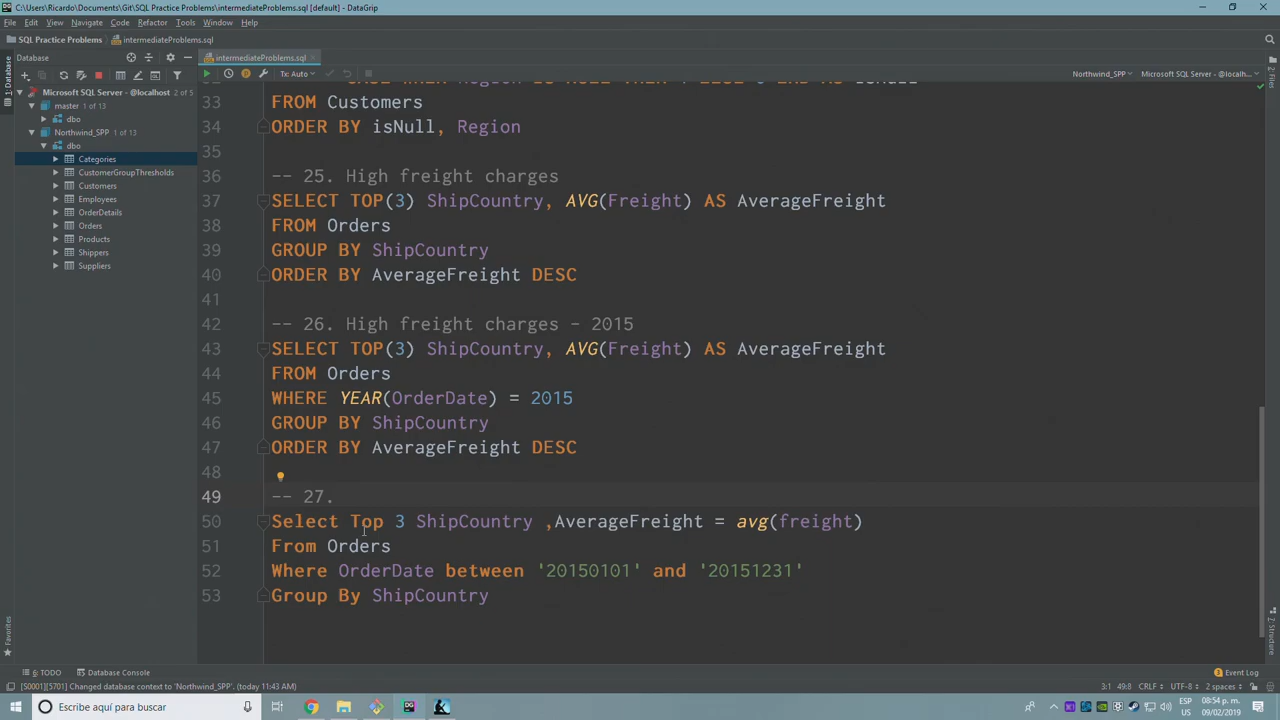 C:\Users\Ricardo\Documents\Git\SQL Practice Problems\intermediateProblems.sql [default] - DataGrip
File Edit View Navigate Code Refactor Tools Window Help
SQL Practice Problems intermediateProblems.sql
Database
intermediateProblems.sql
Tx: Auto
Northwind_SPP
Microsoft SQL Server - @localh...
1: Database
2: Files
Microsoft SQL Server - @localhost 2 of 5
master 1 of 13
dbo
Northwind_SPP 1 of 13
dbo
Categories
CustomerGroupThresholds
Customers
Employees
OrderDetails
Orders
Products
Shippers
Suppliers
33 FROM Customers
34 ORDER BY isNull, Region
35
36 -- 25. High freight charges
37 SELECT TOP(3) ShipCountry, AVG(Freight) AS AverageFreight
38 FROM Orders
39 GROUP BY ShipCountry
40 ORDER BY AverageFreight DESC
41
42 -- 26. High freight charges - 2015
43 SELECT TOP(3) ShipCountry, AVG(Freight) AS AverageFreight
44 FROM Orders
45 WHERE YEAR(OrderDate) = 2015
46 GROUP BY ShipCountry
47 ORDER BY AverageFreight DESC
48
49 -- 27.
50 Select Top 3 ShipCountry ,AverageFreight = avg(freight)
51 From Orders
52 Where OrderDate between '20150101' and '20151231'
53 Group By ShipCountry
Favorites
Z: Structure
6: TODO Database Console
Event Log
[S0001][5701] Changed database context to 'Northwind_SPP'. (today 11:43 AM)
3:1 49:8 CRLF UTF-8 2 spaces
Escribe aquí para buscar
ESP
PS
08:54 p. m.
09/02/2019